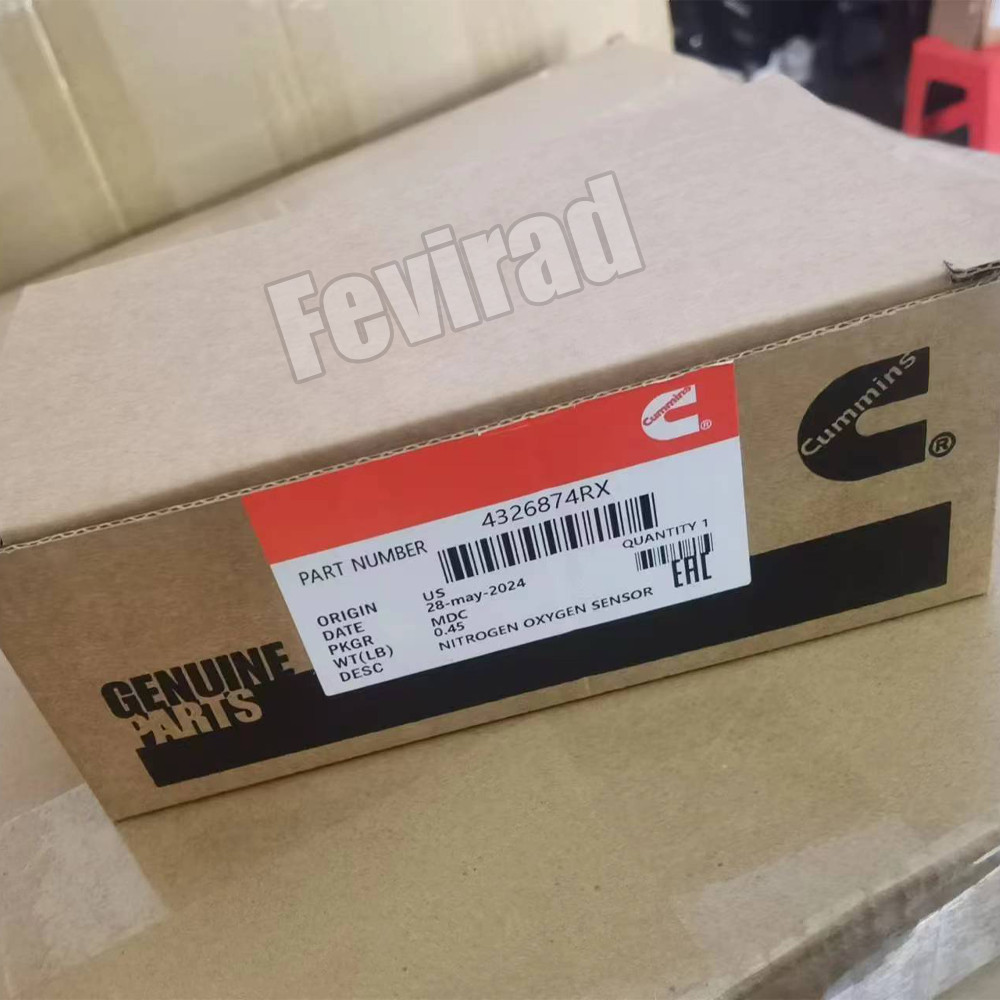 Fevirad
Cummins
®
Cummins
®
PART NUMBER 4326874RX
QUANTITY 1
ORIGIN US
DATE 28-may-2024
PKGR MDC
WT(LB) 0.45
DESC NITROGEN OXYGEN SENSOR
EAC
GENUINE
PARTS